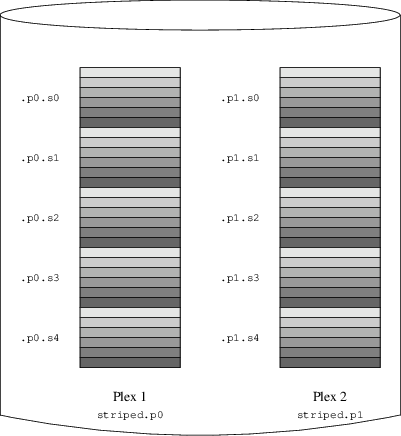 .p0.s0 .p1.s0
.p0.s1 .p1.s1
.p0.s2 .p1.s2
.p0.s3 .p1.s3
.p0.s4 .p1.s4
Plex 1 Plex 2
striped.p0 striped.p1